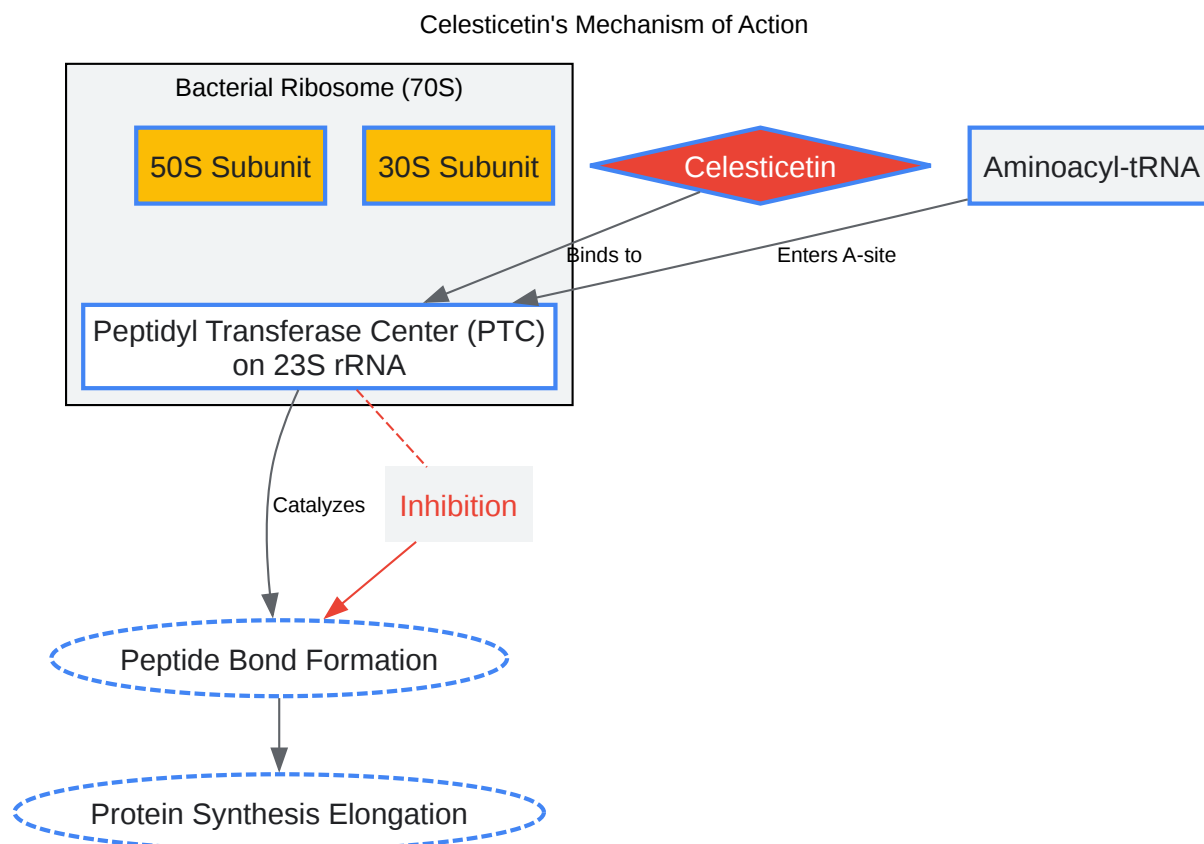 Celesticetin's Mechanism of Action
Bacterial Ribosome (70S)
50S Subunit
30S Subunit
Celesticetin
Aminoacyl-tRNA
Binds to
Enters A-site
Peptidyl Transferase Center (PTC)
on 23S rRNA
Catalyzes
Inhibition
Peptide Bond Formation
Protein Synthesis Elongation